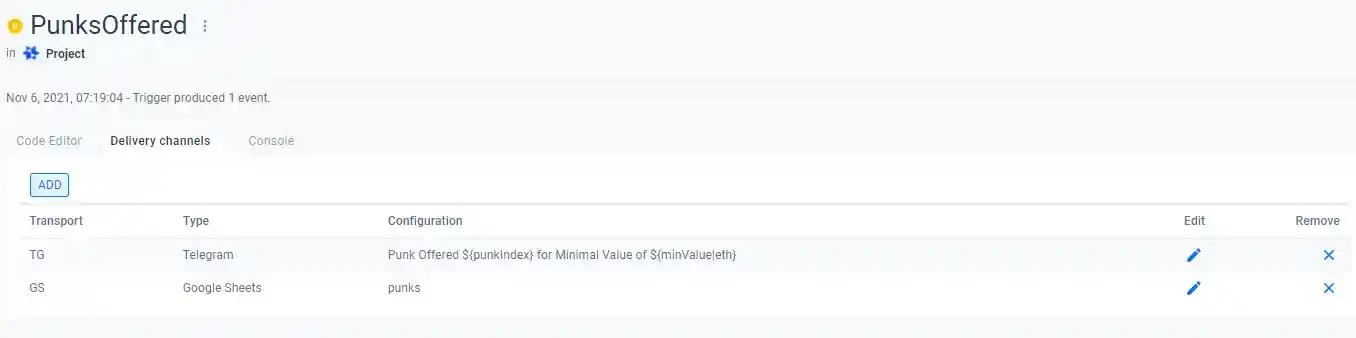 PunksOffered
in Project
Nov 6, 2021, 07:19:04 - Trigger produced 1 event.
Code Editor Delivery channels Console
ADD
Transport Type Configuration Edit Remove
TG Telegram Punk Offered ${punkIndex} for Minimal Value of ${minValue|eth}
GS Google Sheets punks